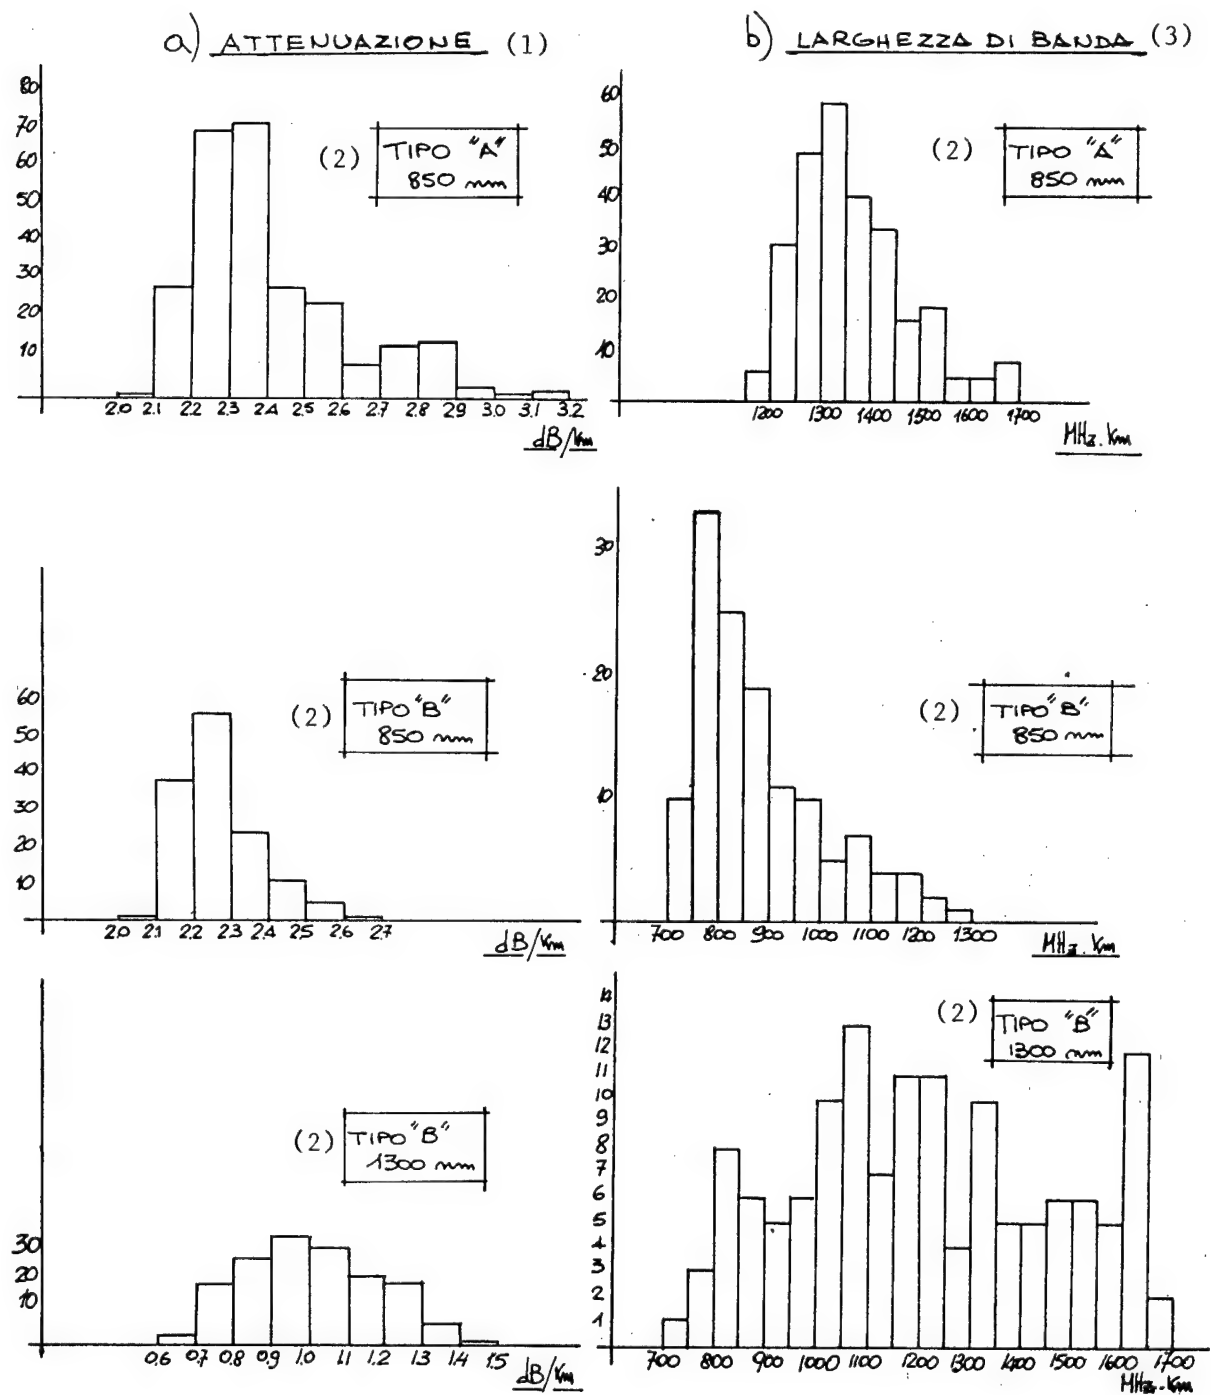 a) ATTENUAZIONE (1)
b) LARGHEZZA DI BANDA (3)
80
70
60
50
40
30
20
10
(2) TIPO "A"
850 nm
2.0 2.1 2.2 2.3 2.4 2.5 2.6 2.7 2.8 2.9 3.0 3.1 3.2
dB/Km
60
50
40
30
20
10
(2) TIPO "A"
850 nm
1200 1300 1400 1500 1600 1700
MHz.Km
60
50
40
30
20
10
(2) TIPO "B"
850 nm
2.0 2.1 2.2 2.3 2.4 2.5 2.6 2.7
dB/Km
30
20
10
(2) TIPO "B"
850 nm
700 800 900 1000 1100 1200 1300
MHz.Km
30
20
10
(2) TIPO "B"
1300 nm
0.6 0.7 0.8 0.9 1.0 1.1 1.2 1.3 1.4 1.5
dB/Km
14
13
12
11
10
9
8
7
6
5
4
3
2
1
(2) TIPO "B"
1300 nm
700 800 900 1000 1100 1200 1300 1400 1500 1600 1700
MHz.Km